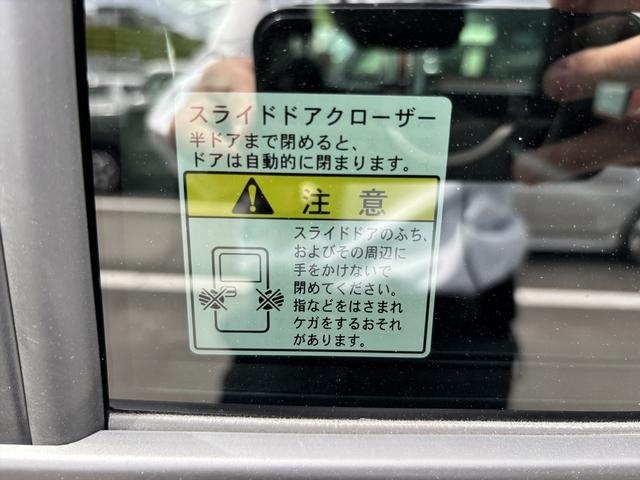 スライドドアクローザー
半ドアまで閉めると、
ドアは自動的に閉まります。
注意
スライドドアのふち、
およびその周辺に
手をかけないで
閉めてください。
指などをはさまれ
ケガをするおそれ
があります。